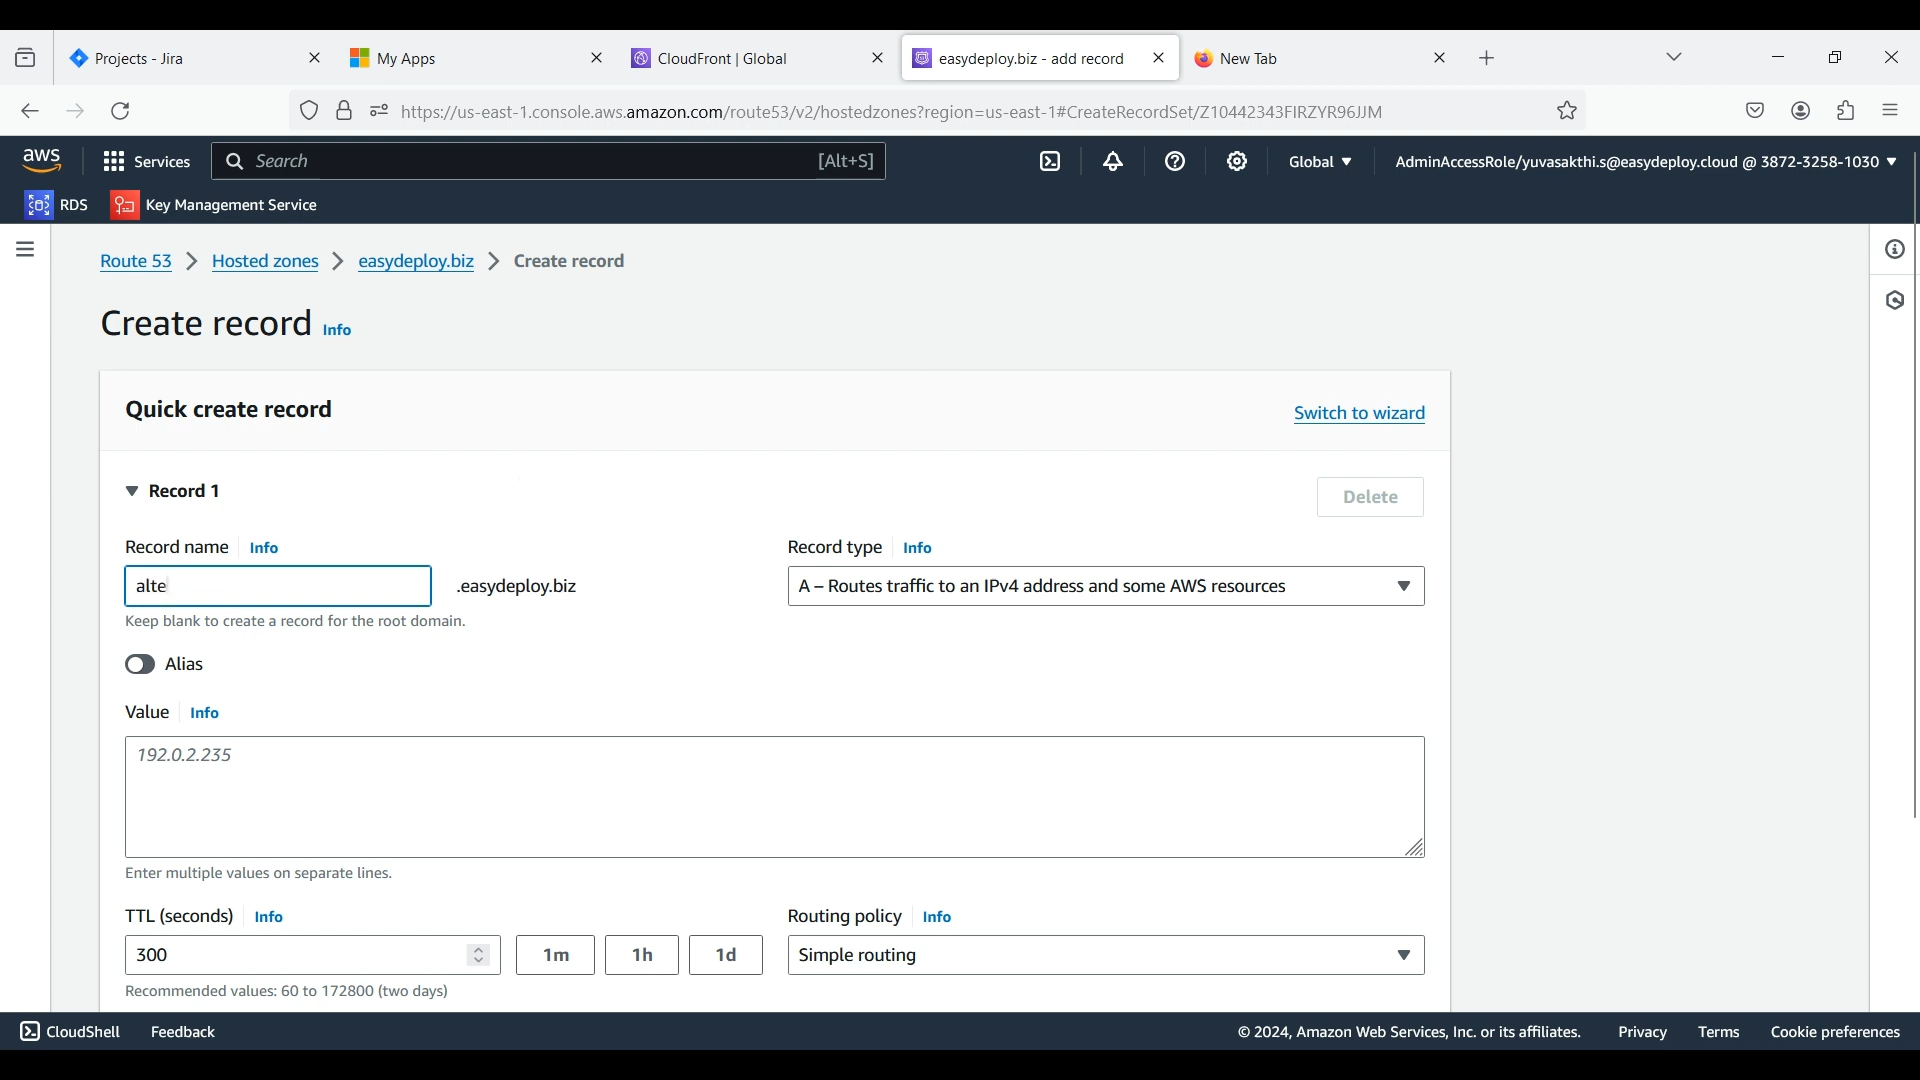 Projects - Jira
My Apps
CloudFront | Global
easydeploy.biz - add record
New Tab
https://us-east-1.console.aws.amazon.com/route53/v2/hostedzones?region=us-east-1#CreateRecordSet/Z10442343FIRZYR96JJM
aws
Services
Search
[Alt+S]
Global
AdminAccessRole/yuvasakthi.s@easydeploy.cloud @ 3872-3258-1030
RDS
Key Management Service
Route 53
Hosted zones
easydeploy.biz
Create record
Create record Info
Quick create record
Switch to wizard
Record 1
Delete
Record name Info
Record type Info
alte
.easydeploy.biz
A – Routes traffic to an IPv4 address and some AWS resources
Keep blank to create a record for the root domain.
Alias
Value Info
192.0.2.235
Enter multiple values on separate lines.
TTL (seconds) Info
Routing policy Info
300
1m
1h
1d
Simple routing
Recommended values: 60 to 172800 (two days)
CloudShell
Feedback
© 2024, Amazon Web Services, Inc. or its affiliates.
Privacy
Terms
Cookie preferences